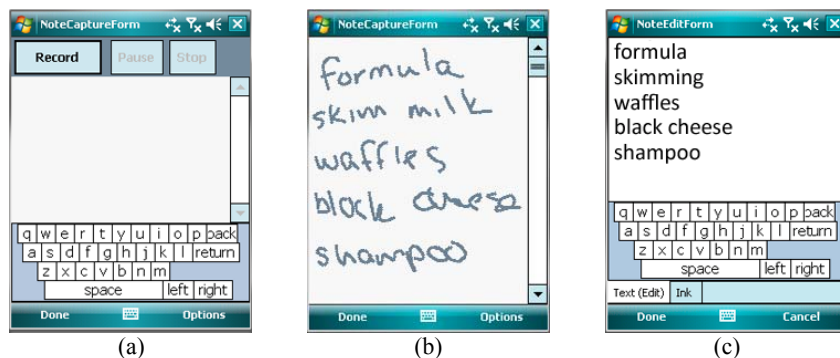 NoteCaptureForm
Record Pause Stop
q w e r t y u i o p back
a s d f g h j k l return
z x c v b n m
space left right
Done Options
(a)
NoteCaptureForm
formula
skim milk
waffles
block cheese
shampoo
Done Options
(b)
NoteEditForm
formula
skimming
waffles
black cheese
shampoo
q w e r t y u i o p back
a s d f g h j k l return
z x c v b n m
space left right
Text (Edit) Ink
Done Cancel
(c)